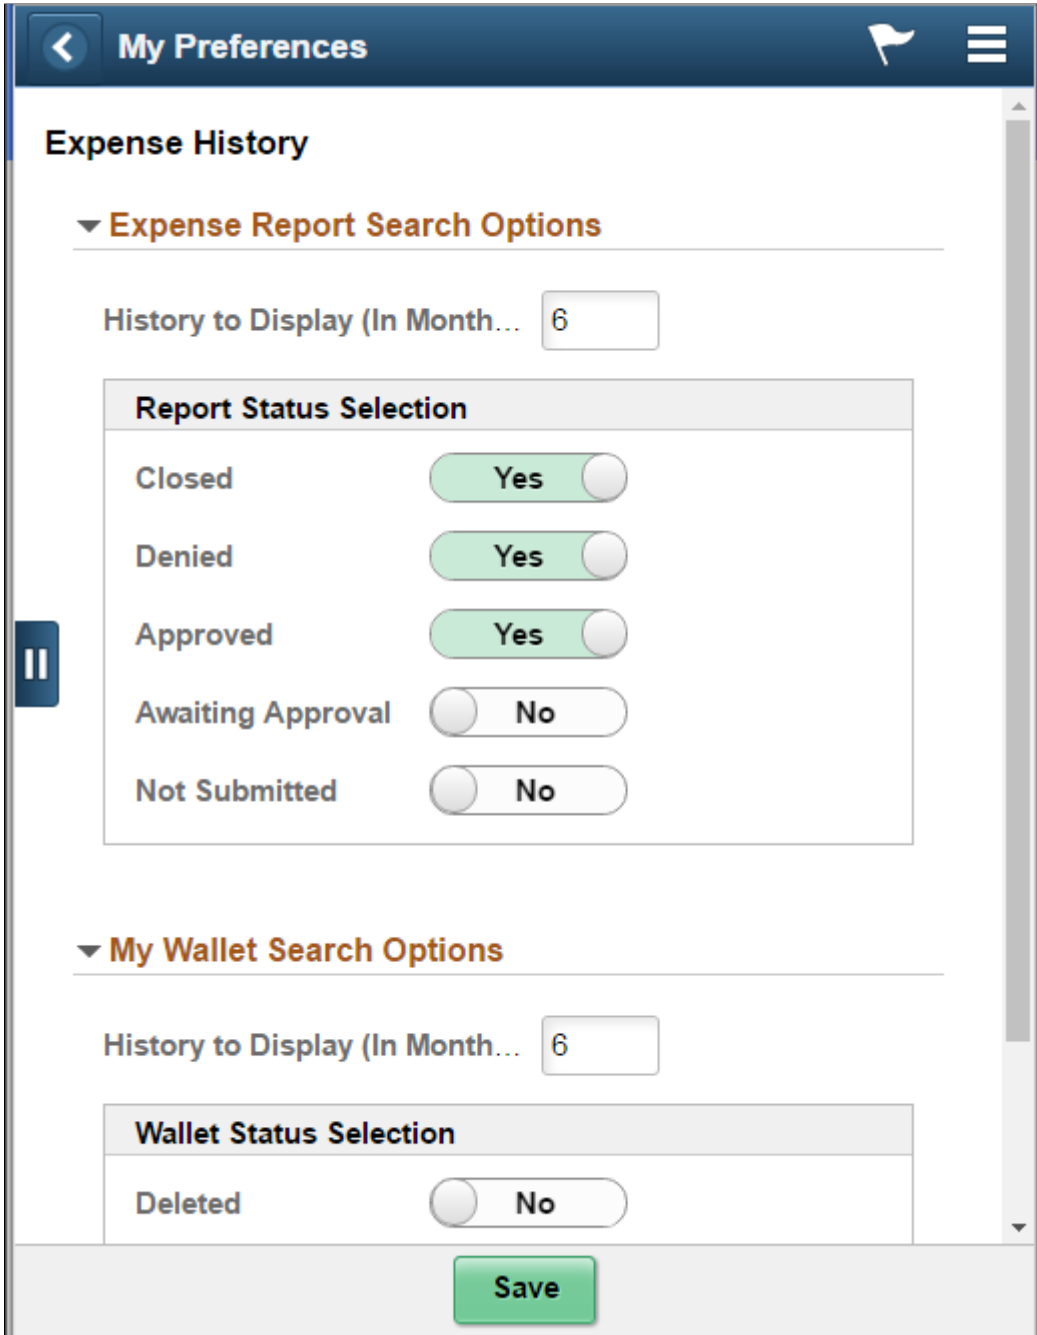 My Preferences
Expense History
Expense Report Search Options
History to Display (In Month... 6
Report Status Selection
Closed Yes
Denied Yes
Approved Yes
Awaiting Approval No
Not Submitted No
My Wallet Search Options
History to Display (In Month... 6
Wallet Status Selection
Deleted No
Save